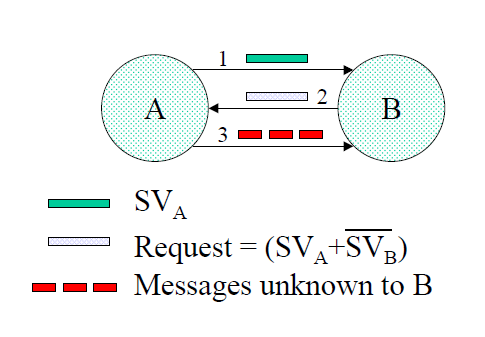 1
A
2
B
3
SV_A
Request = (SV_A+\overline{SV_B})
Messages unknown to B